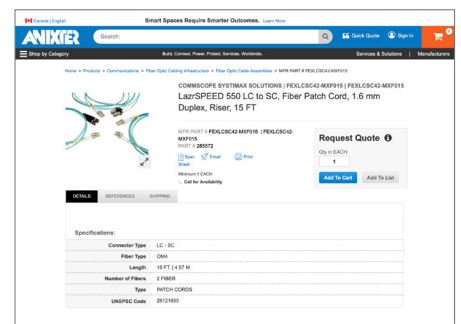 Canada | English
Smart Spaces Require Smarter Outcomes. Learn More
ANIXTER
Search:
Quick Quote
Sign In
0
Shop by Category
Build. Connect. Power. Protect. Services. Worldwide.
Services & Solutions | Manufacturers
Home > Products > Communications > Fiber Optic Cabling Infrastructure > Fiber Optic Cable Assemblies > MFR PART # FEXLCSC42-MXF015
COMMSCOPE SYSTIMAX SOLUTIONS | FEXLCSC42-MXF015 | FEXLCSC42-MXF015
LazrSPEED 550 LC to SC, Fiber Patch Cord, 1.6 mm
Duplex, Riser, 15 FT
MFR PART # FEXLCSC42-MXF015 | FEXLCSC42-
MXF015
PART # 285572
Spec
Sheet
Email
Print
Minimum 1 EACH
Call for Availability
Request Quote
Qty in EACH
1
Add To Cart
Add To List
DETAILS
REFERENCES
SHIPPING
Specifications:
Connector Type LC - SC
Fiber Type OM4
Length 15 FT | 4.57 M
Number of Fibers 2 FIBER
Type PATCH CORDS
UNSPSC Code 26121650